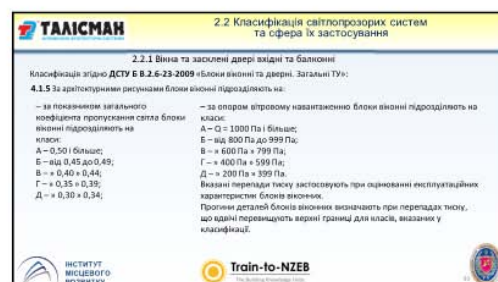 ТАЛІСМАН
2.2 Класифікація світлопрозорих систем
та сфера їх застосування
2.2.1 Вікна та засклені двері вхідні та балконні
Класифікація згідно ДСТУ Б В.2.6-23-2009 «Блоки віконні та дверні. Загальні ТУ»:
4.1.5 За архітектурними рисунками блоки віконні підрозділяють на:
– за показником загального
коефіцієнта пропускання світла блоки
віконні підрозділяють на
класи:
А – 0,50 і більше;
Б – від 0,45 до 0,49;
В – » 0,40 » 0,44;
Г – » 0,35 » 0,39;
Д – » 0,30 » 0,34;
– за опором вітровому навантаженню блоки віконні підрозділяють на
класи:
А – Q = 1000 Па і більше;
Б – від 800 Па до 999 Па;
В – » 600 Па » 799 Па;
Г – » 400 Па » 599 Па;
Д – » 200 Па » 399 Па.
Вказані перепади тиску застосовують при оцінюванні експлуатаційних
характеристик блоків віконних.
Прогини деталей блоків віконних визначають при перепадах тиску,
що вдвічі перевищують верхні границі для класів, вказаних у
класифікації.
ІНСТИТУТ
МІСЦЕВОГО
РОЗВИТКУ
Train-to-NZEB
The Building Knowledge Hubs